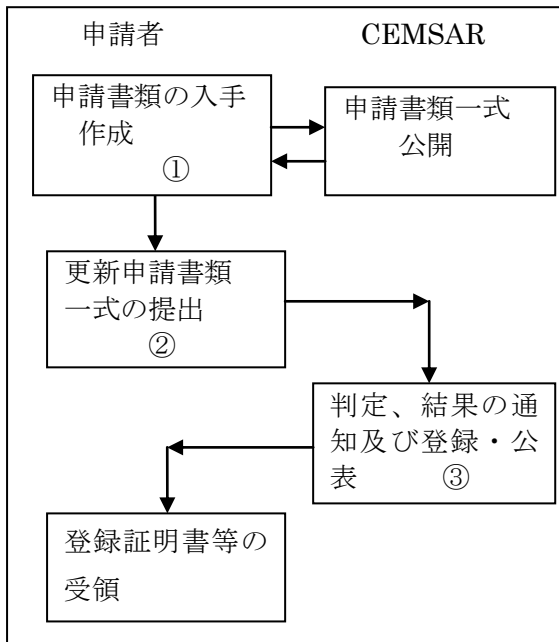 申請者 CEMSAR
申請書類の入手
作成
①
申請書類一式
公開
更新申請書類
一式の提出
②
判定、結果の通
知及び登録・公
表 ③
登録証明書等の
受領